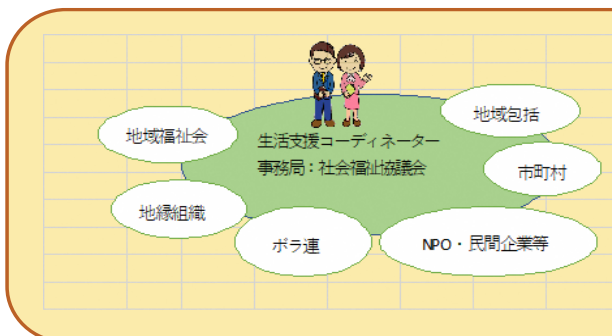 地域包括
地域福祉会
生活支援コーディネーター
事務局：社会福祉協議会
市町村
地縁組織
ボラ連
NPO・民間企業等